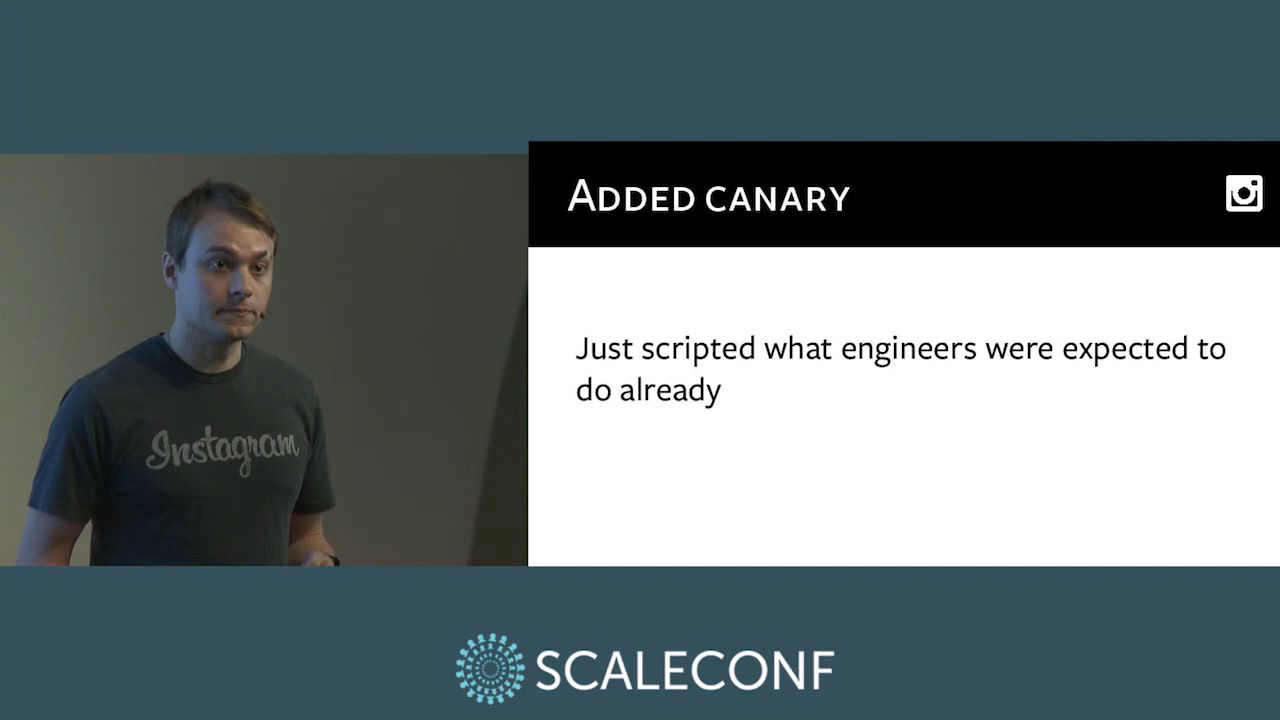 Added canary
Just scripted what engineers were expected to
do already
Instagram
SCALECONF